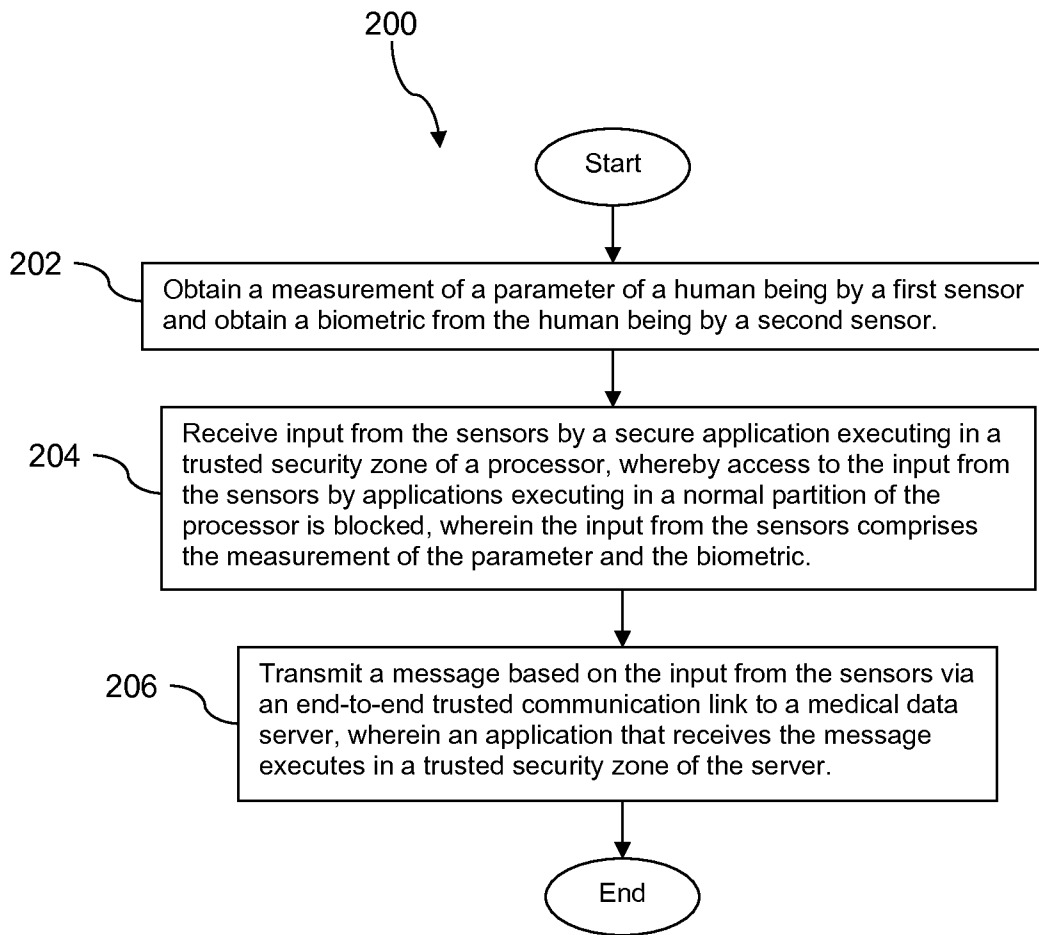 200
Start
202
Obtain a measurement of a parameter of a human being by a first sensor
and obtain a biometric from the human being by a second sensor.
204
Receive input from the sensors by a secure application executing in a
trusted security zone of a processor, whereby access to the input from
the sensors by applications executing in a normal partition of the
processor is blocked, wherein the input from the sensors comprises
the measurement of the parameter and the biometric.
206
Transmit a message based on the input from the sensors via
an end-to-end trusted communication link to a medical data
server, wherein an application that receives the message
executes in a trusted security zone of the server.
End